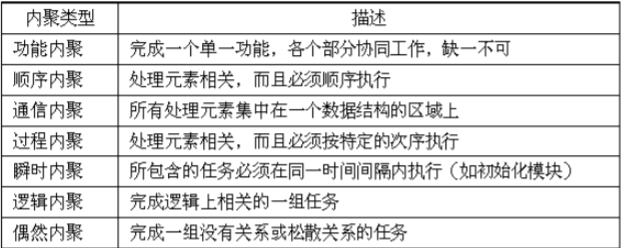 内聚类型 描述
功能内聚 完成一个单一功能，各个部分协同工作，缺一不可
顺序内聚 处理元素相关，而且必须顺序执行
通信内聚 所有处理元素集中在一个数据结构的区域上
过程内聚 处理元素相关，而且必须按特定的次序执行
瞬时内聚 所包含的任务必须在同一时间间隔内执行（如初始化模块）
逻辑内聚 完成逻辑上相关的一组任务
偶然内聚 完成一组没有关系或松散关系的任务